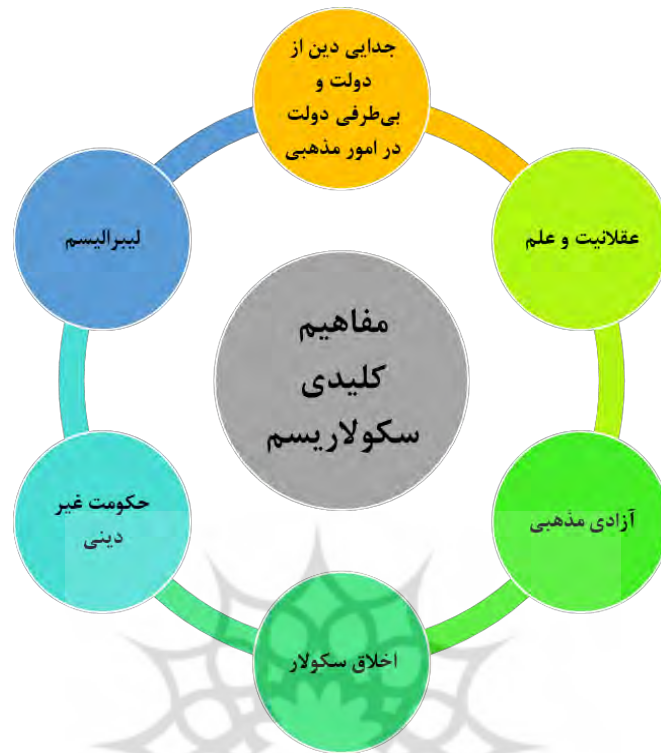 جدایی دین از
دولت و
بی‌طرفی دولت
در امور مذهبی
عقلانیت و علم
آزادی مذهبی
اخلاق سکولار
حکومت غیر
دینی
لیبرالیسم
مفاهیم
کلیدی
سکولاریسم